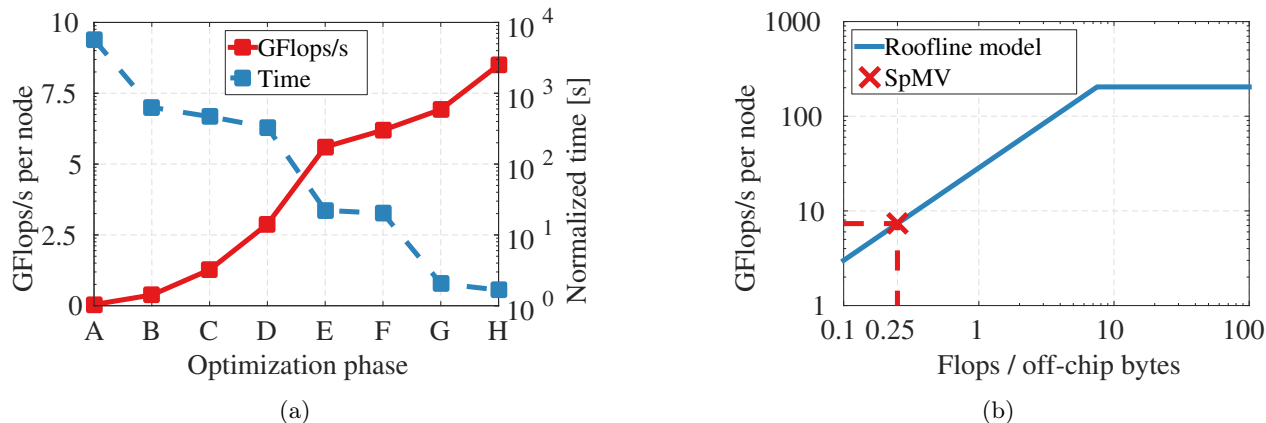 GFlops/s per node
10
7.5
5
2.5
0
GFlops/s
Time
10^4
10^3
10^2
10^1
10^0
Normalized time [s]
A B C D E F G H
Optimization phase
(a)
GFlops/s per node
1000
100
10
1
Roofline model
SpMV
0.1 0.25 1 10 100
Flops / off-chip bytes
(b)